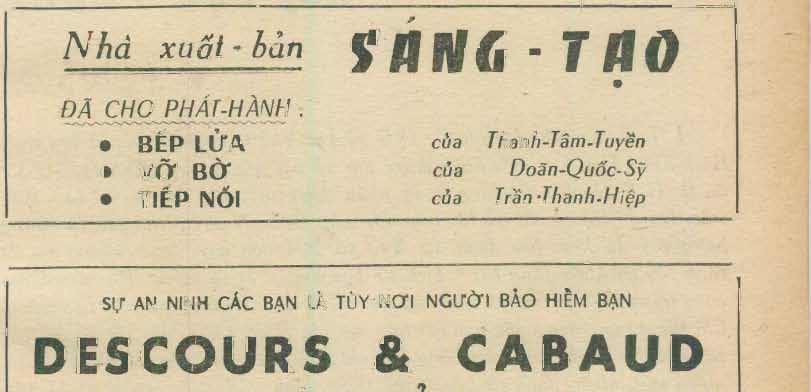 Nhà xuất-bản SÁNG-TẠO
ĐÃ CHO PHÁT-HÀNH :
• BẾP LỬA của Thanh-Tâm-Tuyền
• VỠ BỜ của Doãn-Quốc-Sỹ
• TIẾP NỐI của Trần-Thanh-Hiệp
SỰ AN NINH CÁC BẠN LÀ TÙY NƠI NGƯỜI BẢO HIỂM BẠN
DESCOURS & CABAUD